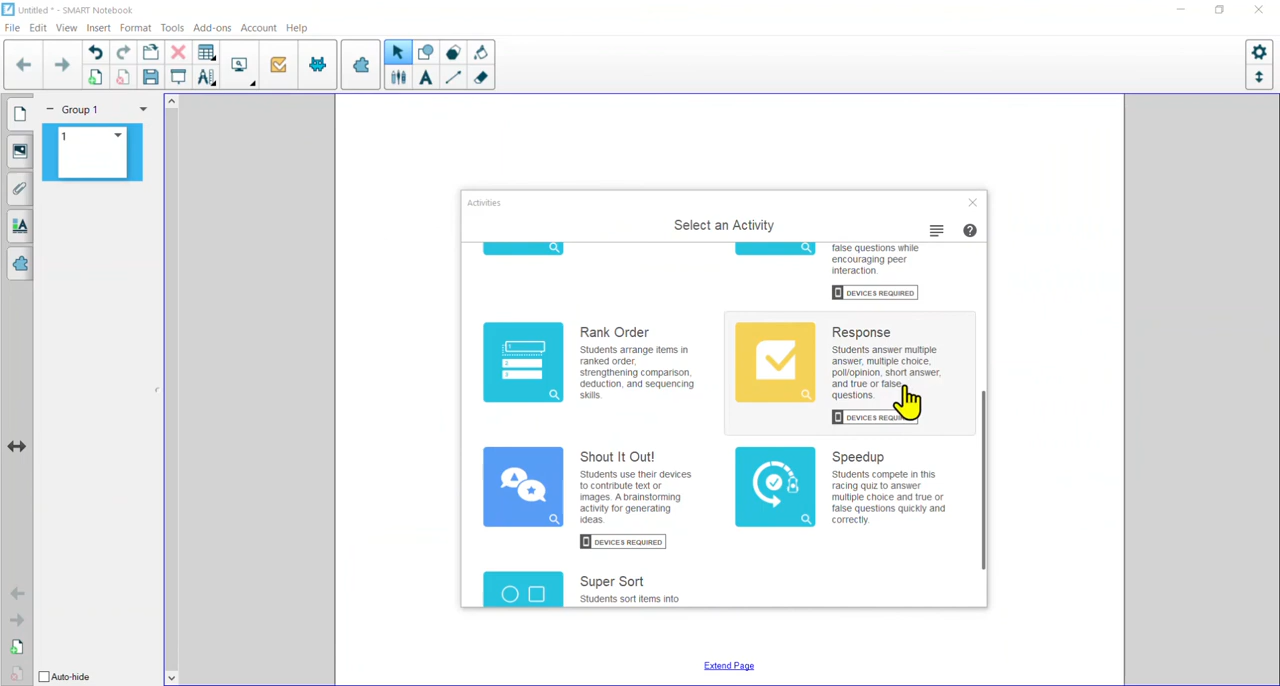 Untitled * - SMART Notebook
File Edit View Insert Format Tools Add-ons Account Help
Group 1
1
Activities
Select an Activity
false questions while
encouraging peer
interaction.
DEVICES REQUIRED
Rank Order
Students arrange items in
ranked order,
strengthening comparison,
deduction, and sequencing
skills.
Response
Students answer multiple
answer, multiple choice,
poll/opinion, short answer,
and true or false
questions.
DEVICES
Shout It Out!
Students use their devices
to contribute text or
images. A brainstorming
activity for generating
ideas.
DEVICES REQUIRED
Speedup
Students compete in this
racing quiz to answer
multiple choice and true or
false questions quickly and
correctly.
Super Sort
Students sort items into
Extend Page
Auto-hide